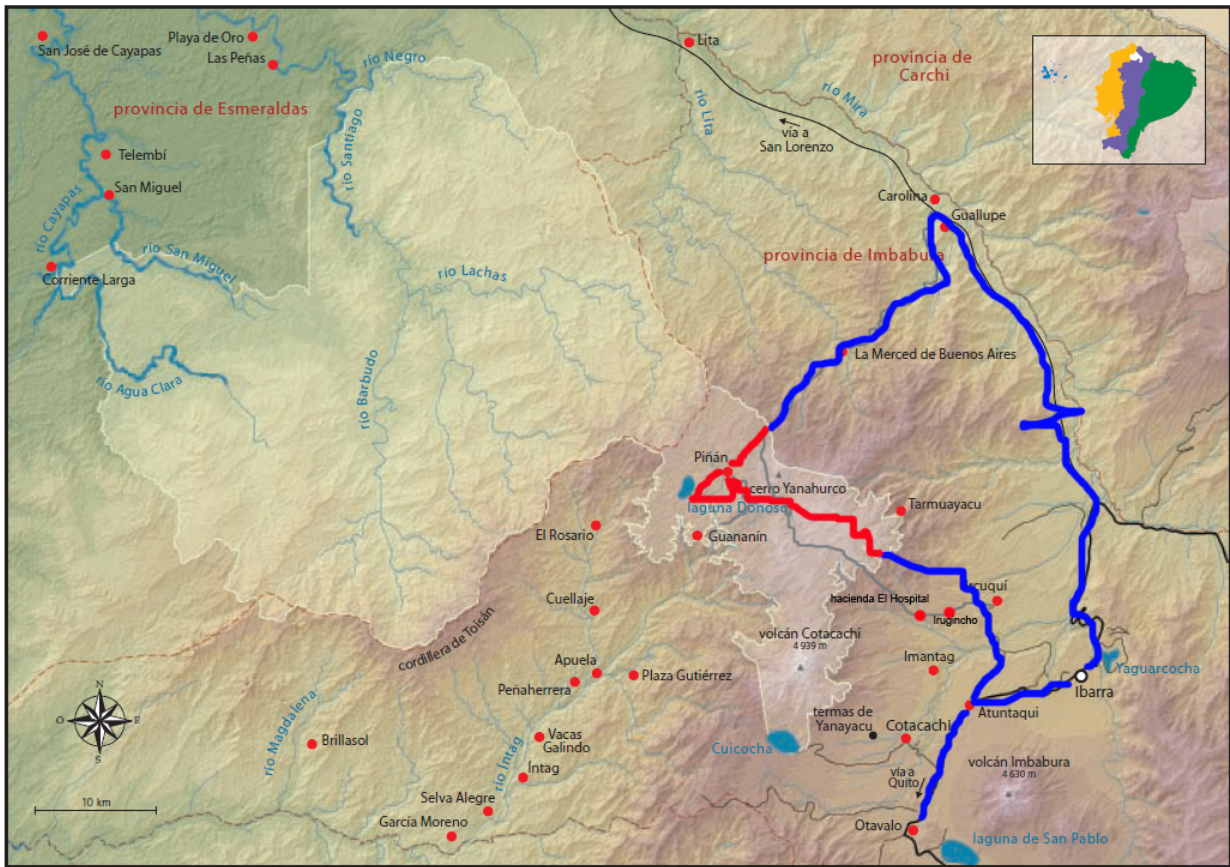 San José de Cayapas
Playa de Oro
Las Peñas
río Negro
Lita
provincia de
Carchi
provincia de Esmeraldas
río Santiago
río Lita
río Mira
vía a
San Lorenzo
Telembí
San Miguel
río Cayapas
Carolina
Guallupe
río San Miguel
Corriente Larga
provincia de Imbabura
río Lachas
río Agua Clara
río Barbudo
La Merced de Buenos Aires
Piñán
cerro Yanahurco
laguna Donoso
Tarmuayacu
El Rosario
Guananín
Cuellaje
hacienda El Hospital
rcuquí
Irugincho
cordillera de Toisán
volcán Cotacachi
4 939 m
Imantag
Apuela
Plaza Gutiérrez
Peñaherrera
Yaguarcocha
Ibarra
N
O
E
S
río Magdalena
Brillasol
Vacas
Galindo
termas de
Yanayacu
Cotacachi
Atuntaqui
Cuicocha
río Intag
Intag
vía a
Quito
volcán Imbabura
4 630 m
10 km
Selva Alegre
García Moreno
Otavalo
laguna de San Pablo